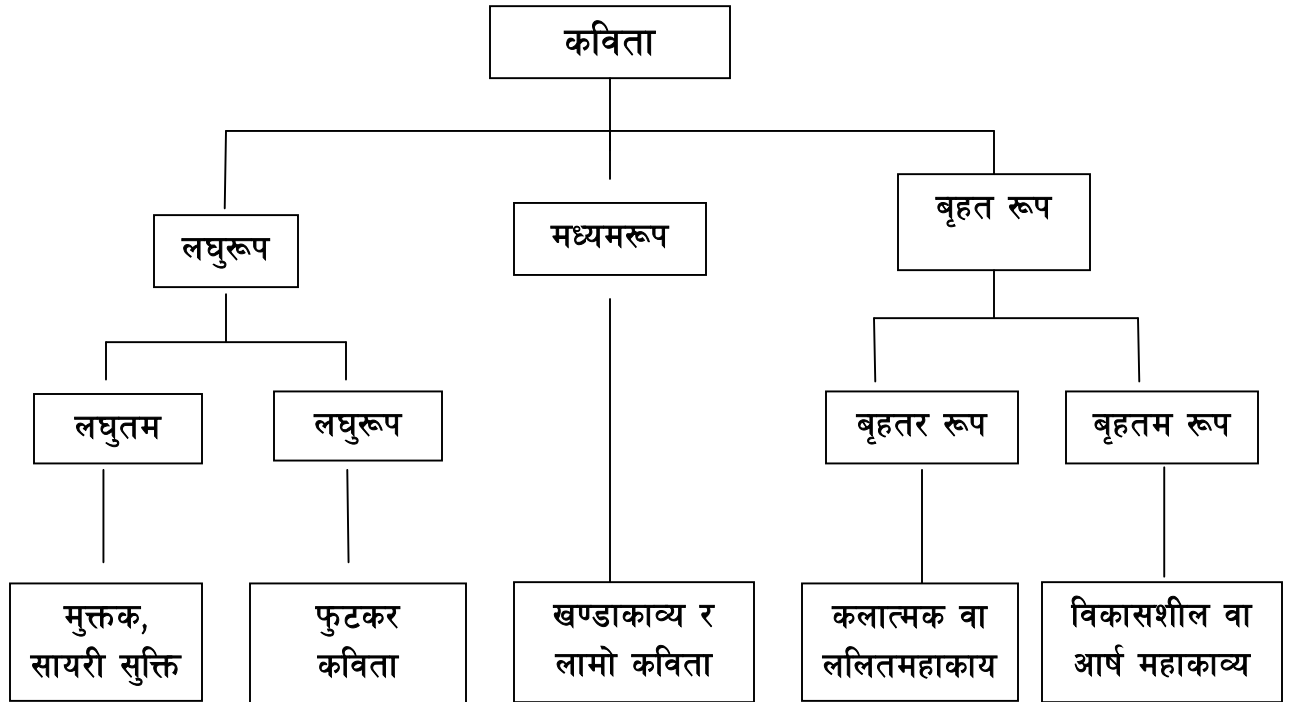 कविता
लघुरूप
मध्यमरूप
बृहत रूप
लघुतम
लघुरूप
बृहतर रूप
बृहतम रूप
मुक्तक,
सायरी सुक्ति
फुटकर
कविता
खण्डाकाव्य र
लामो कविता
कलात्मक वा
ललितमहाकाय
विकासशील वा
आर्ष महाकाव्य